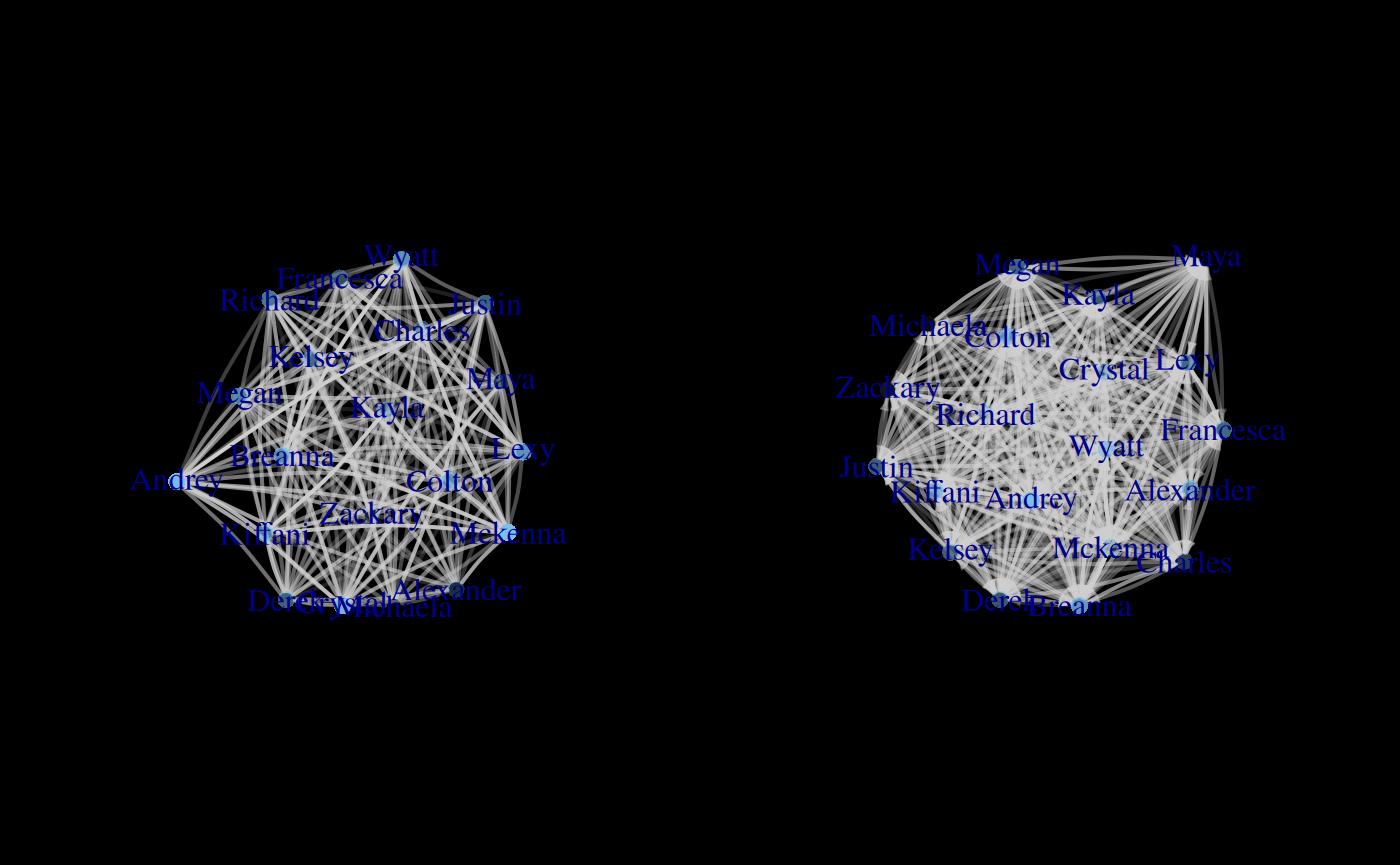 Wyatt
Francesca
Richard
Justin
Charles
Kelsey
Maya
Megan
Kayla
Lexy
Breanna
Andrey
Colton
Zackary
Kiffani
Mckenna
Alexander
Derek
Crystal
Michaela
Maya
Megan
Kayla
Michaela
Colton
Lexy
Crystal
Zackary
Richard
Francesca
Wyatt
Justin
Kiffani
Andrey
Alexander
Kelsey
Mckenna
Charles
Derek
Breanna